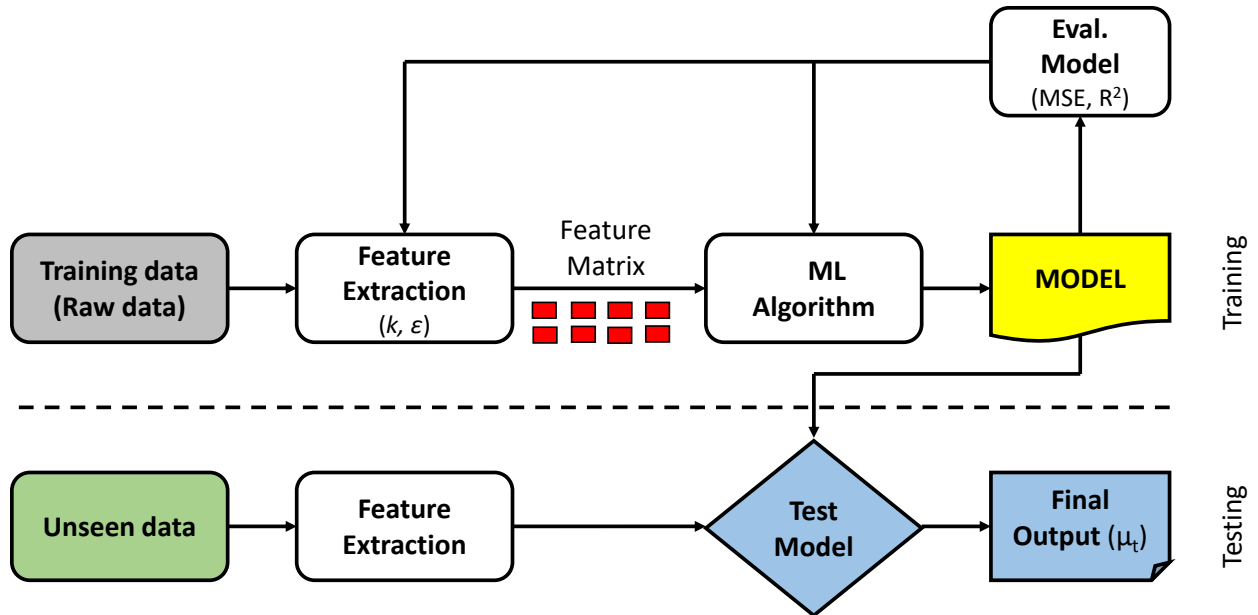 Eval.
Model
(MSE, R²)
Training data
(Raw data)
Feature
Extraction
(k, ε)
Feature
Matrix
ML
Algorithm
MODEL
Training
Unseen data
Feature
Extraction
Test
Model
Final
Output (μₜ)
Testing